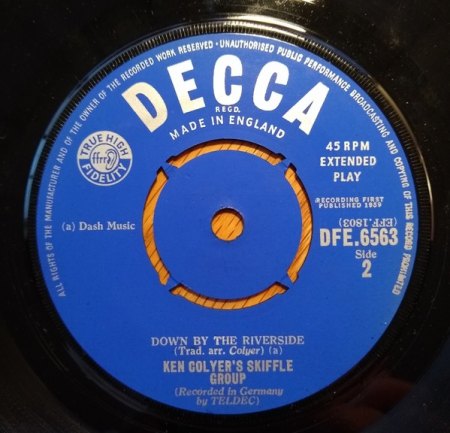 ALL RIGHTS OF THE MANUFACTURER AND OF THE OWNER OF THE RECORDED WORK RESERVED · UNAUTHORISED PUBLIC PERFORMANCE BROADCASTING AND COPYING OF THIS RECORD PROHIBITED
DECCA
REGD.
MADE IN ENGLAND
TRUE HIGH
ffrr
FIDELITY
45 RPM
EXTENDED
PLAY
RECORDING FIRST
PUBLISHED 1959
(EFF.1803)
(a) Dash Music
DFE.6563
Side
2
DOWN BY THE RIVERSIDE
(Trad. arr. Colyer) (a)
KEN COLYER'S SKIFFLE
GROUP
(Recorded in Germany
by TELDEC)